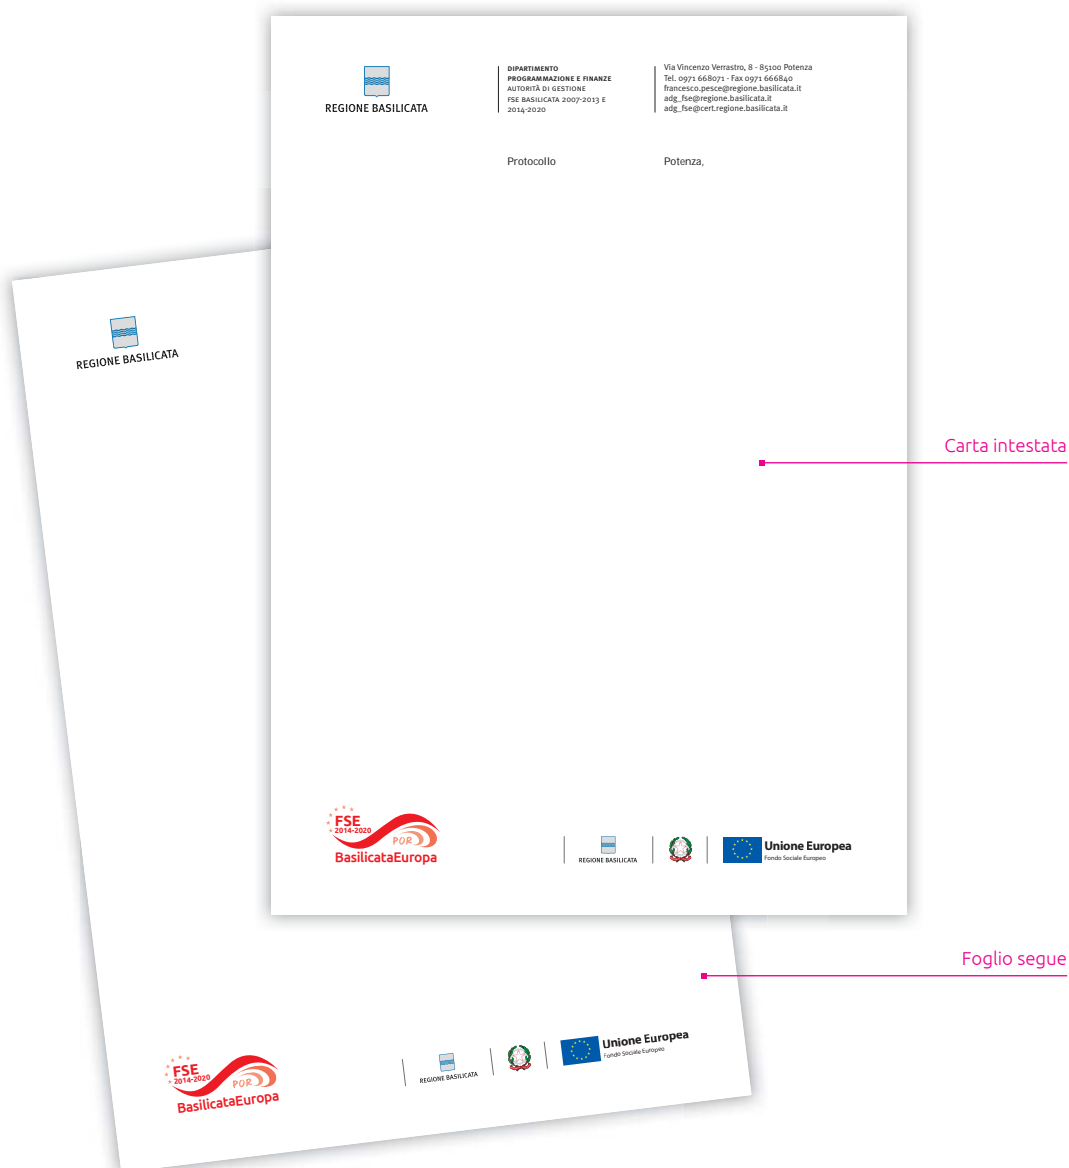 REGIONE BASILICATA
DIPARTIMENTO
PROGRAMMAZIONE E FINANZE
AUTORITÀ DI GESTIONE
FSE BASILICATA 2007-2013 E
2014-2020
Via Vincenzo Verrastro, 8 - 85100 Potenza
Tel. 0971 668071 - Fax 0971 666840
francesco.pesce@regione.basilicata.it
adg_fse@regione.basilicata.it
adg_fse@cert.regione.basilicata.it
Protocollo
Potenza,
REGIONE BASILICATA
Carta intestata
FSE
2014-2020
POR
BasilicataEuropa
REGIONE BASILICATA
Unione Europea
Fondo Sociale Europeo
Foglio segue
FSE
2014-2020
POR
BasilicataEuropa
REGIONE BASILICATA
Unione Europea
Fondo Sociale Europeo